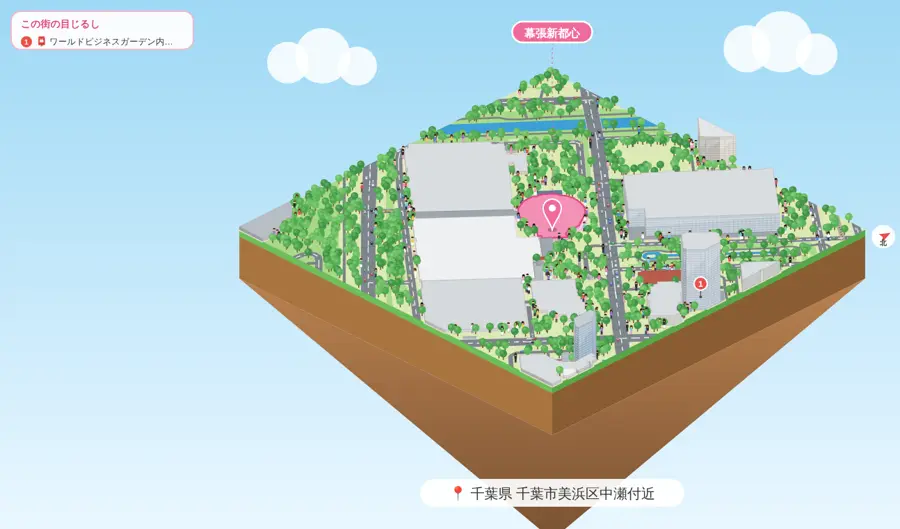 この街の目じるし
1 📮 ワールドビジネスガーデン内…
幕張新都心
北
1
📍 千葉県 千葉市美浜区中瀬付近